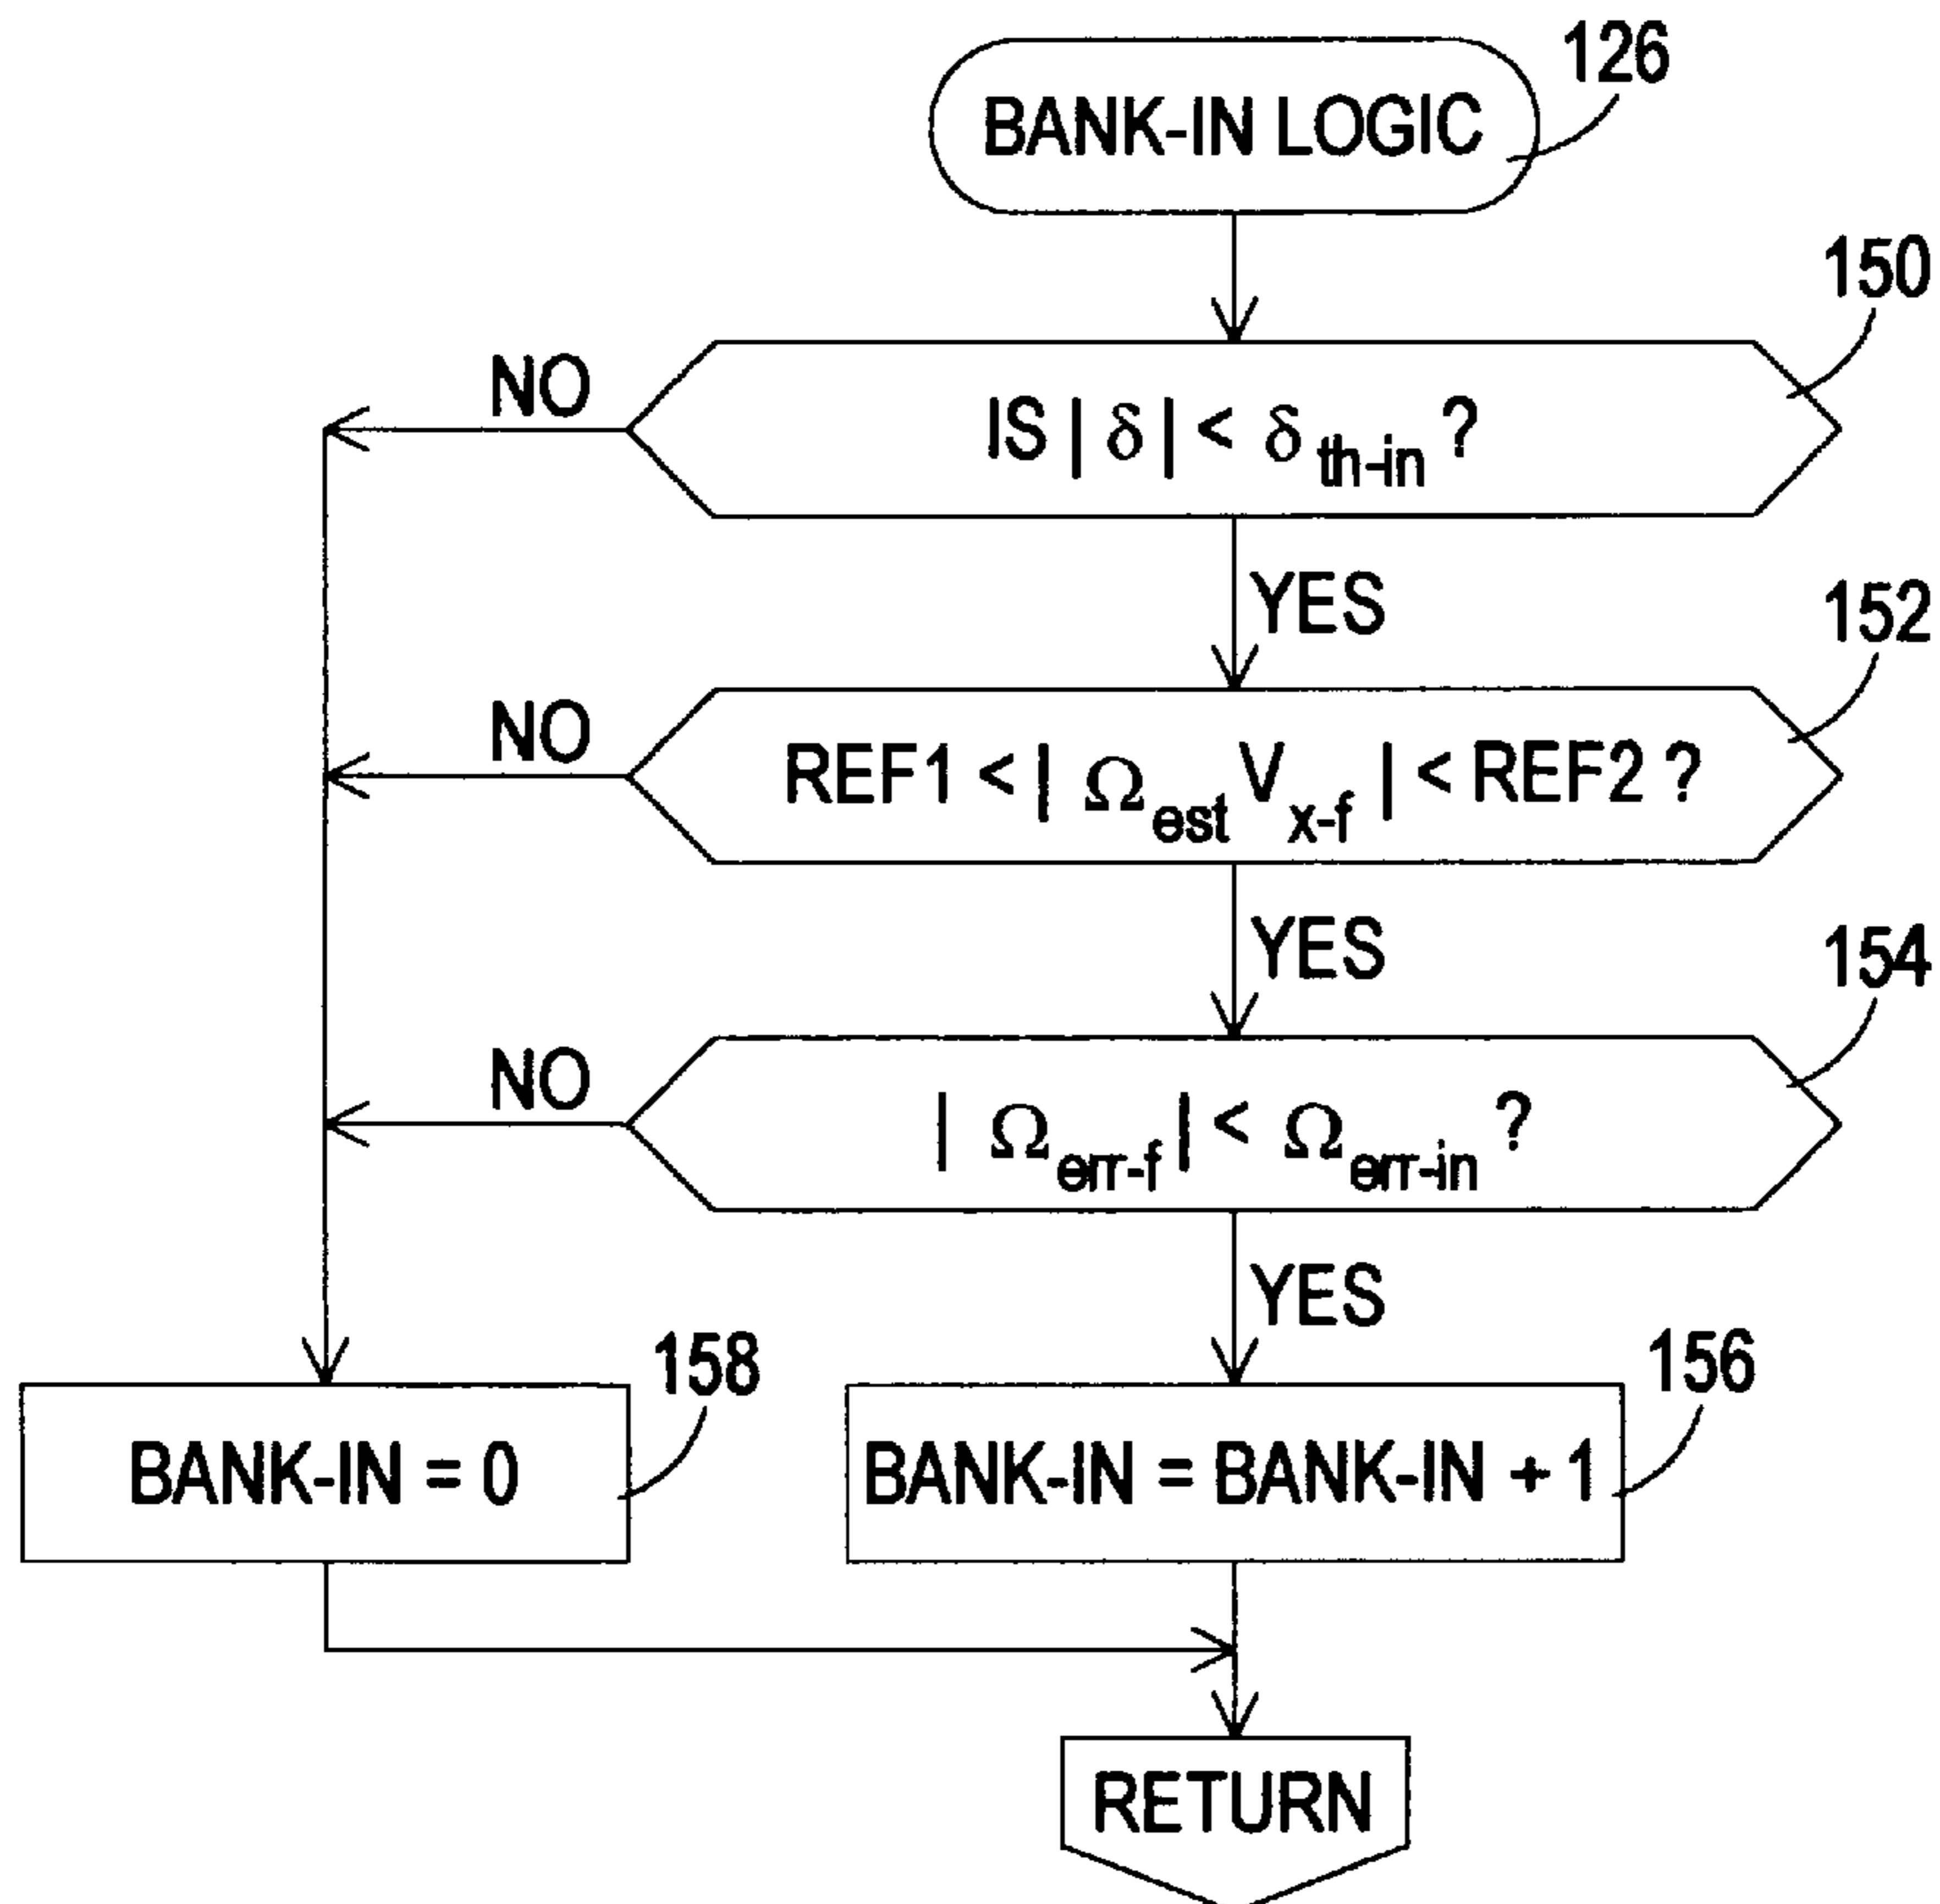 126
BANK-IN LOGIC
150
NO
IS | δ | < δ th-in ?
YES
152
NO
REF1 < | Ω est V x-f | < REF2 ?
YES
154
NO
| Ω err-f | < Ω err-in ?
YES
158
156
BANK-IN = 0
BANK-IN = BANK-IN + 1
RETURN